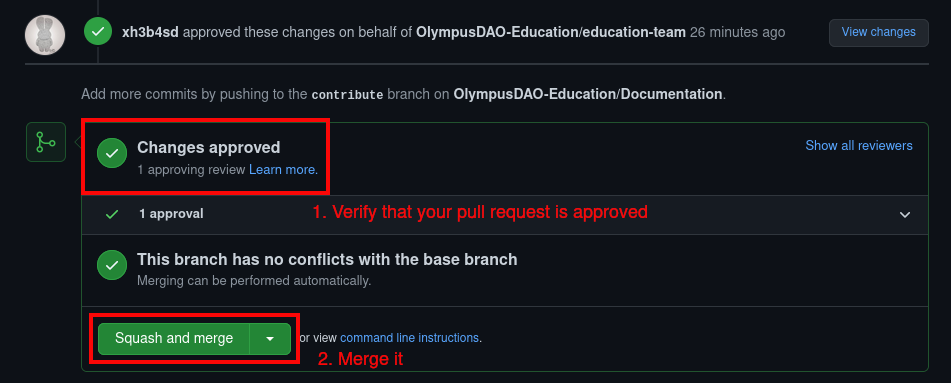 xh3b4sd approved these changes on behalf of OlympusDAO-Education/education-team 26 minutes ago
View changes
Add more commits by pushing to the contribute branch on OlympusDAO-Education/Documentation.
Changes approved
1 approving review Learn more.
Show all reviewers
1 approval
1. Verify that your pull request is approved
This branch has no conflicts with the base branch
Merging can be performed automatically.
Squash and merge
or view command line instructions.
2. Merge it